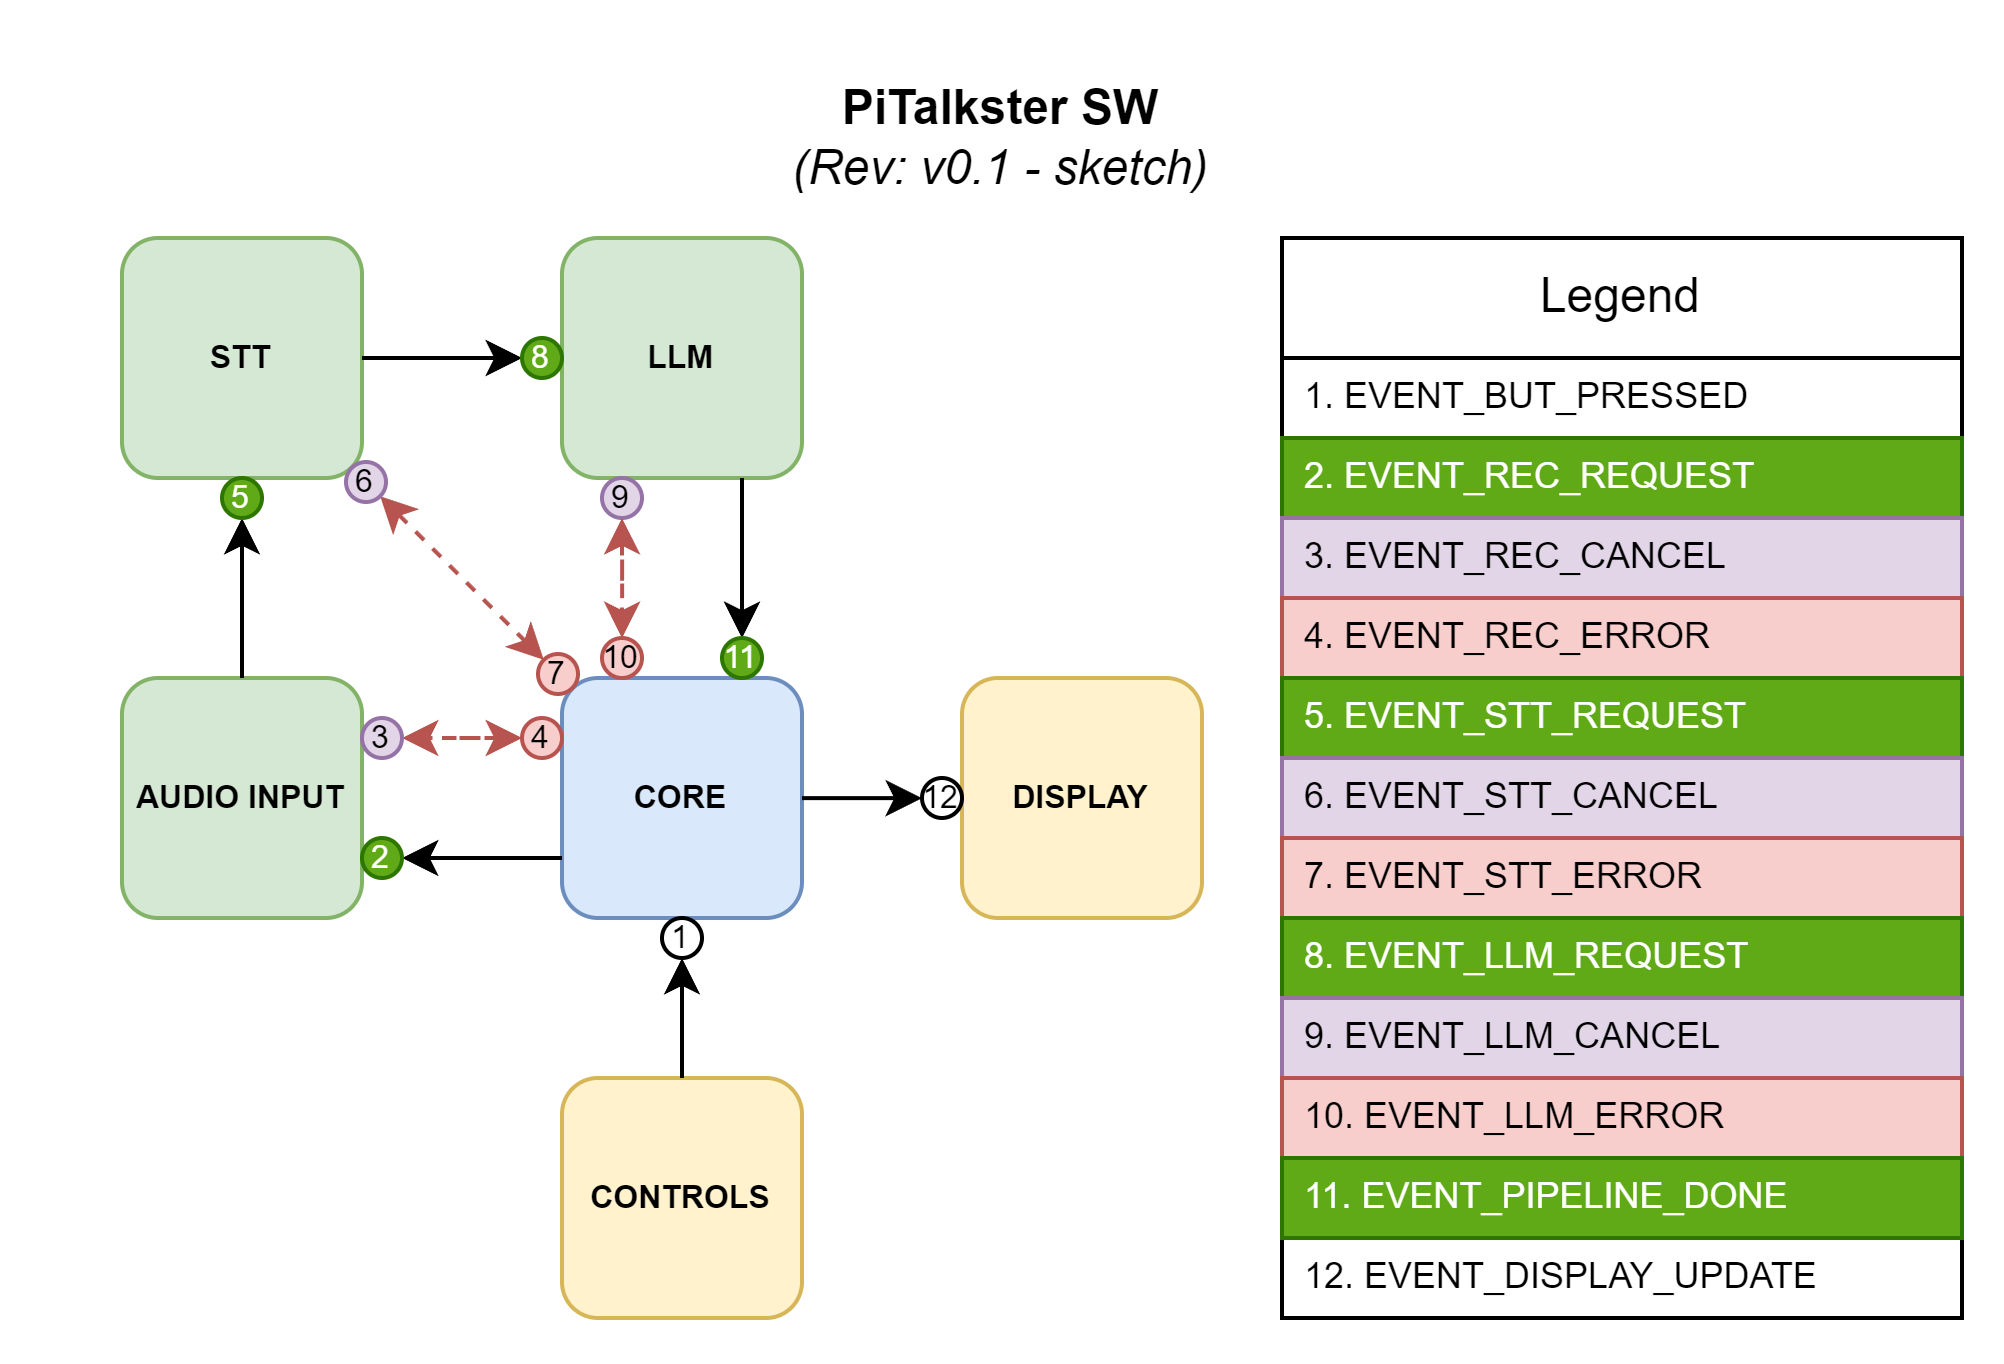 PiTalkster SW
(Rev: v0.1 - sketch)
STT
8
LLM
5
6
9
7
10
11
AUDIO INPUT
3
4
2
CORE
12
DISPLAY
1
CONTROLS
Legend
1. EVENT_BUT_PRESSED
2. EVENT_REC_REQUEST
3. EVENT_REC_CANCEL
4. EVENT_REC_ERROR
5. EVENT_STT_REQUEST
6. EVENT_STT_CANCEL
7. EVENT_STT_ERROR
8. EVENT_LLM_REQUEST
9. EVENT_LLM_CANCEL
10. EVENT_LLM_ERROR
11. EVENT_PIPELINE_DONE
12. EVENT_DISPLAY_UPDATE